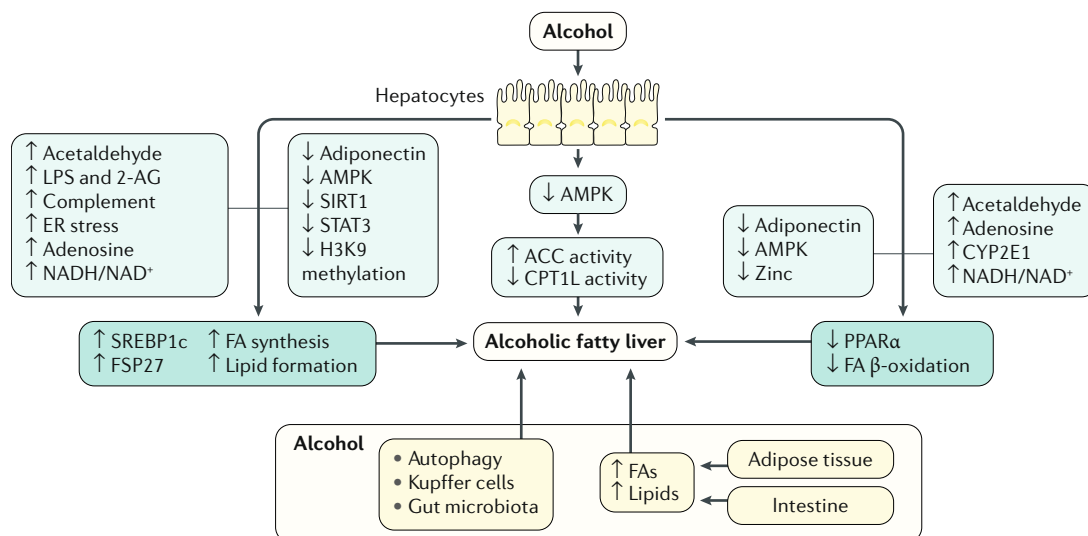 Alcohol
Hepatocytes
↑ Acetaldehyde
↑ LPS and 2-AG
↑ Complement
↑ ER stress
↑ Adenosine
↑ NADH/NAD⁺
↓ Adiponectin
↓ AMPK
↓ SIRT1
↓ STAT3
↓ H3K9
methylation
↓ AMPK
↑ ACC activity
↓ CPT1L activity
↓ Adiponectin
↓ AMPK
↓ Zinc
↑ Acetaldehyde
↑ Adenosine
↑ CYP2E1
↑ NADH/NAD⁺
↑ SREBP1c ↑ FA synthesis
↑ FSP27 ↑ Lipid formation
Alcoholic fatty liver
↓ PPARα
↓ FA β-oxidation
Alcohol
• Autophagy
• Kupffer cells
• Gut microbiota
↑ FAs
↑ Lipids
Adipose tissue
Intestine